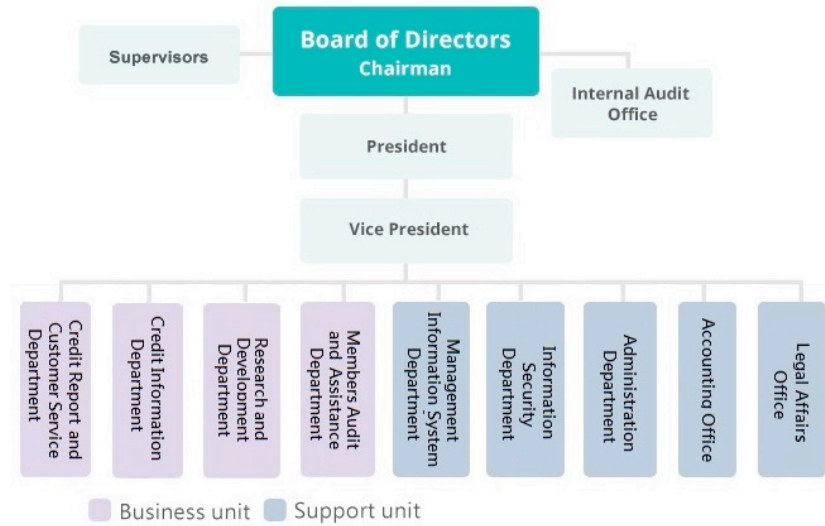 Board of Directors
Chairman
Supervisors
Internal Audit
Office
President
Vice President
Credit Report and
Customer Service
Department
Credit Information
Department
Research and
Development
Department
Members Audit
and Assistance
Department
Management
Information System
Department
Information
Security
Department
Administration
Department
Accounting Office
Legal Affairs
Office
Business unit
Support unit